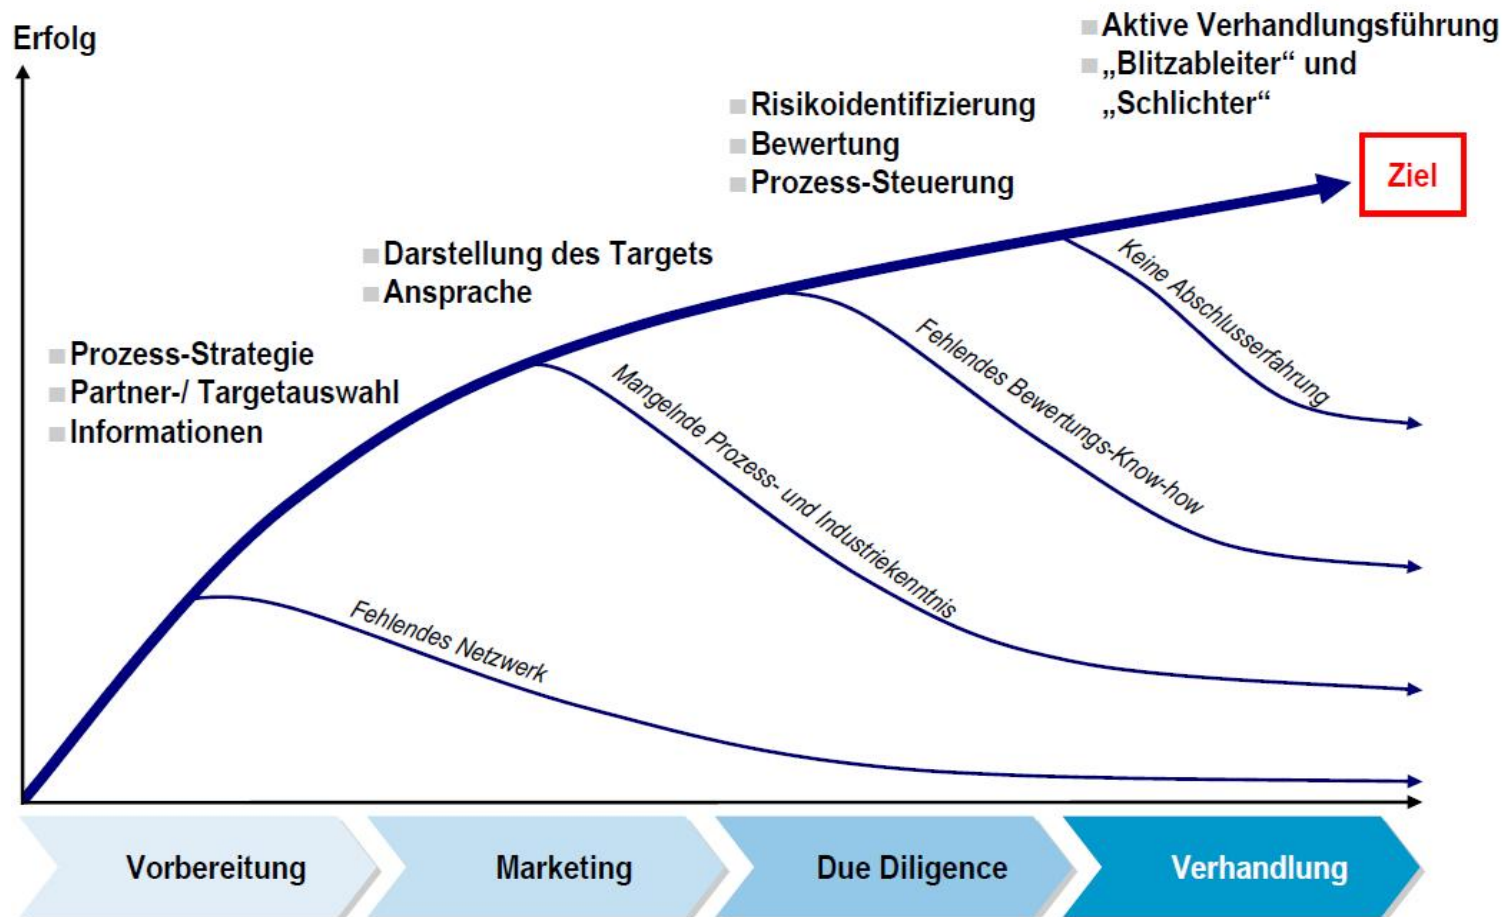 Erfolg
Aktive Verhandlungsführung
„Blitzableiter“ und
„Schlichter“
Risikoidentifizierung
Bewertung
Prozess-Steuerung
Ziel
Darstellung des Targets
Ansprache
Prozess-Strategie
Partner-/ Targetauswahl
Informationen
Keine Abschlusserfahrung
Fehlendes Bewertungs-Know-how
Mangelnde Prozess- und Industriekenntnis
Fehlendes Netzwerk
Vorbereitung
Marketing
Due Diligence
Verhandlung